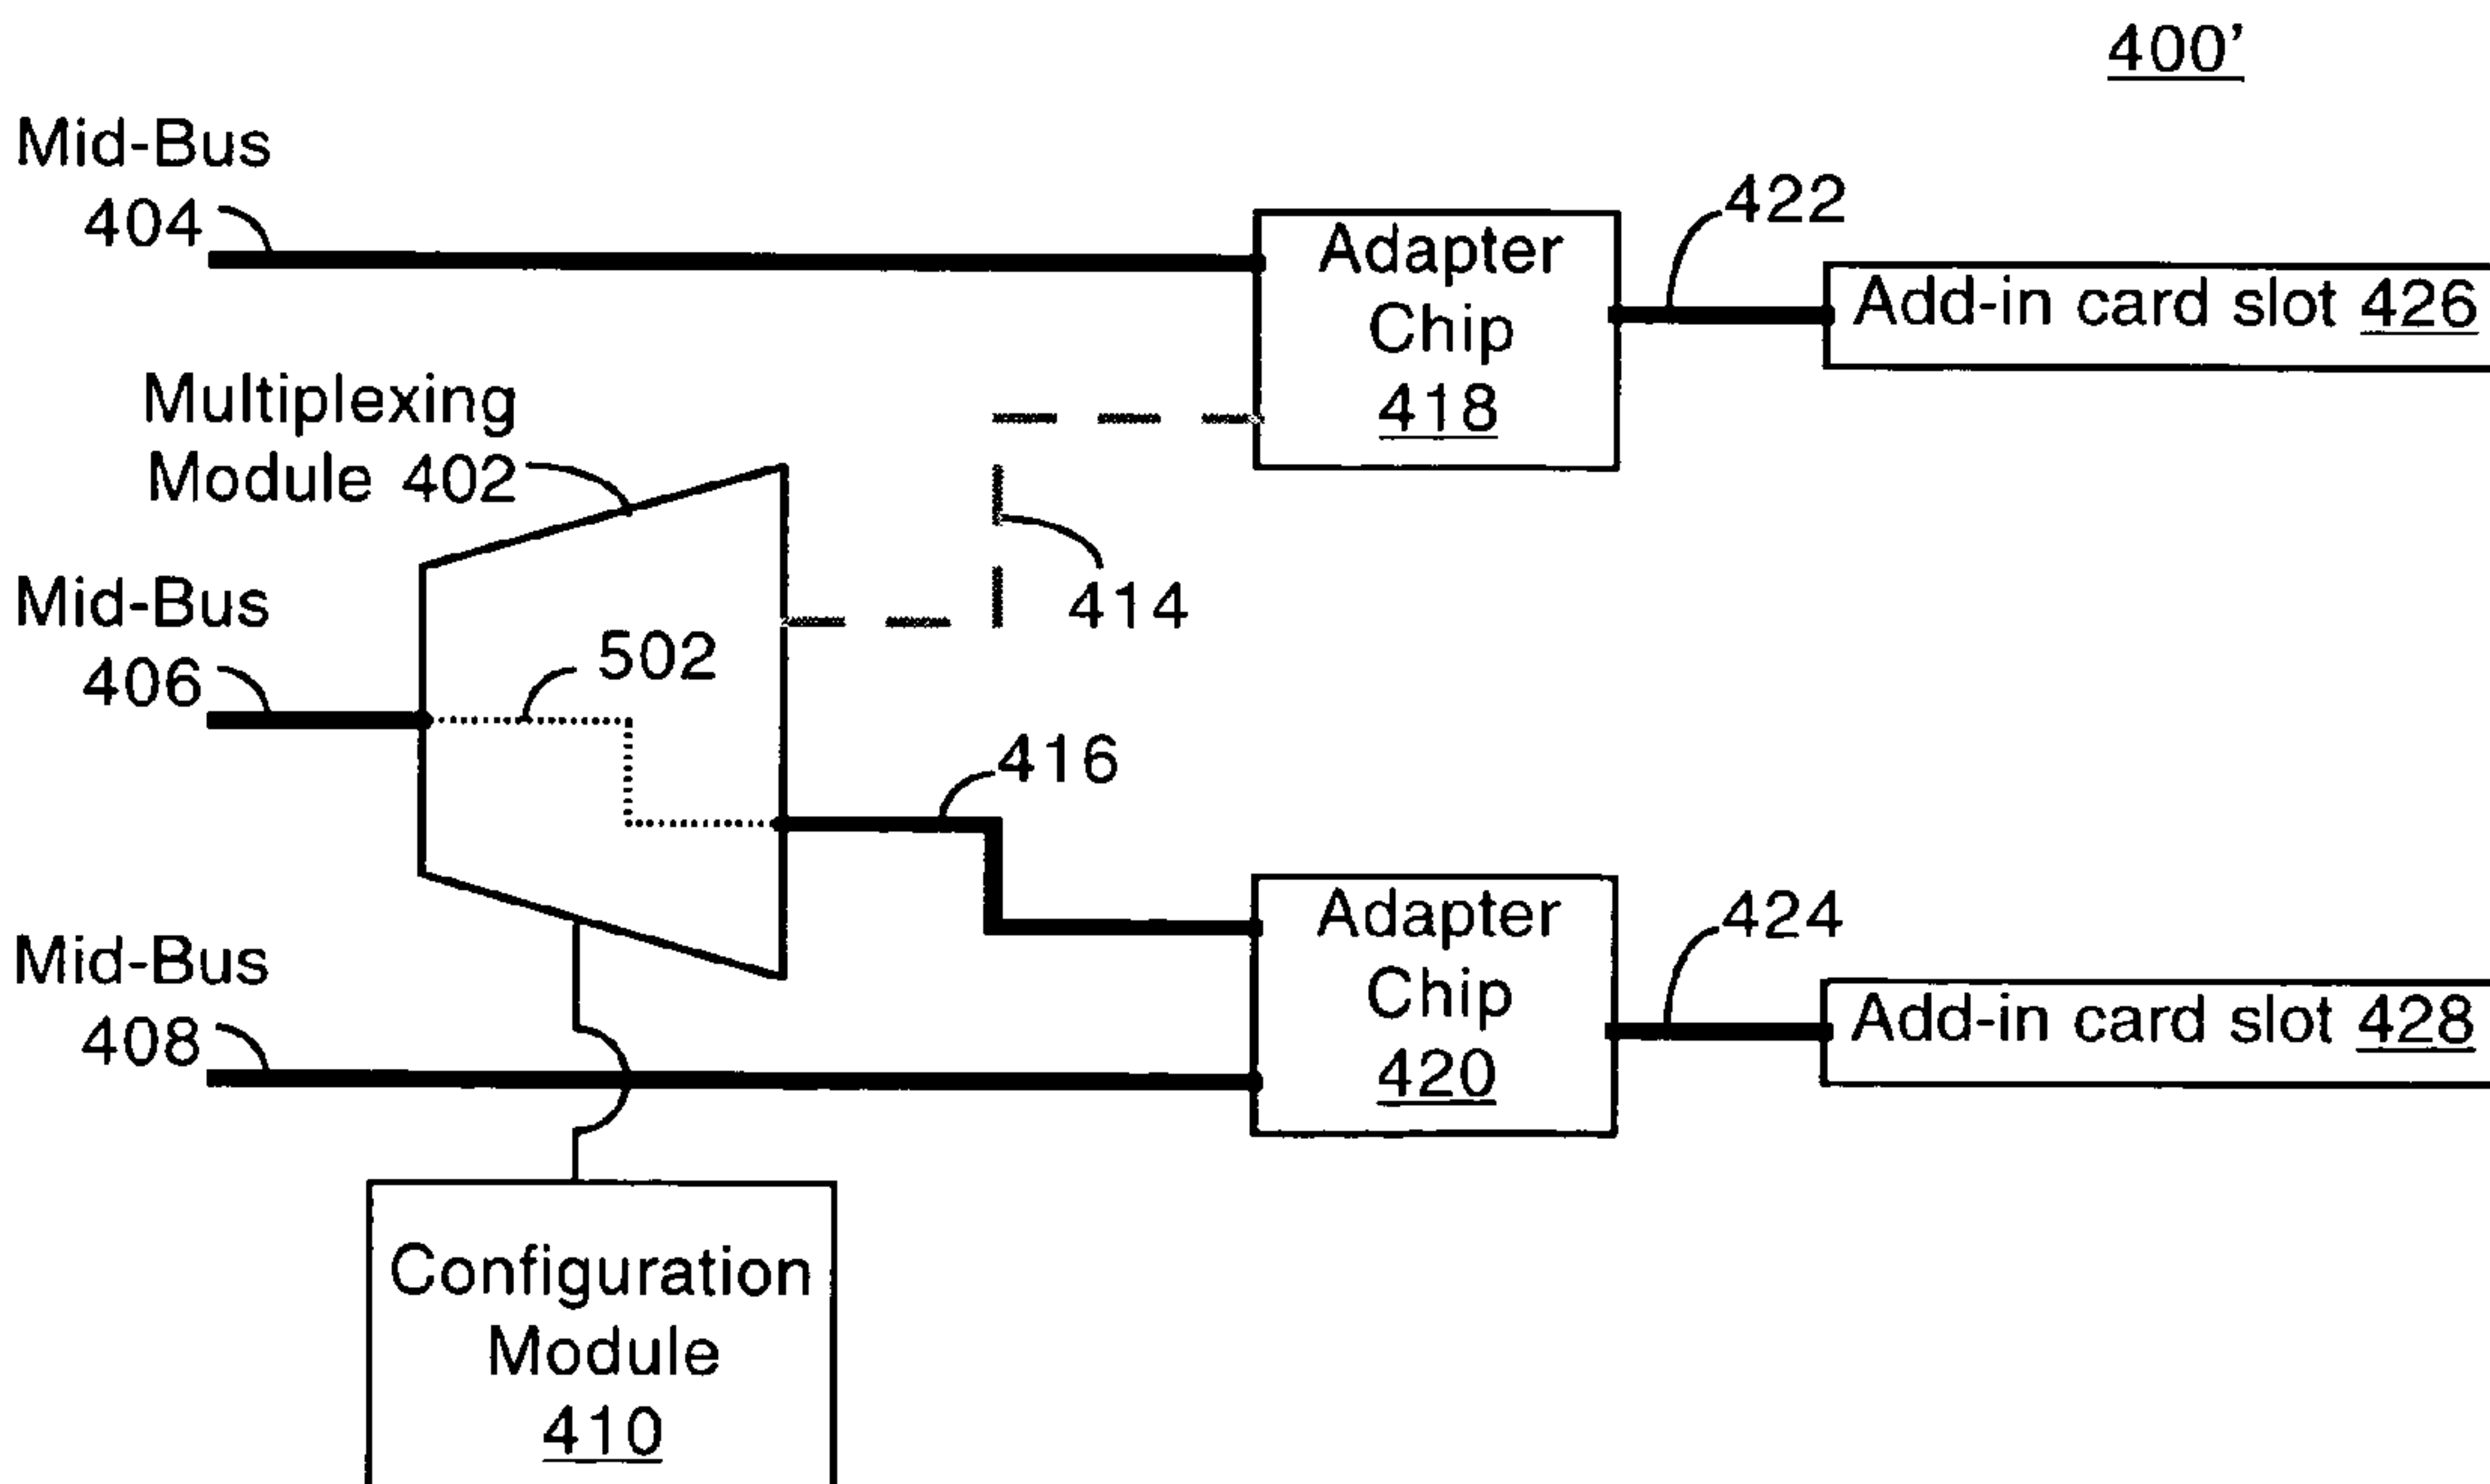 400’
Mid-Bus
404
Adapter
Chip
418
422
Add-in card slot 426
Multiplexing
Module 402
414
Mid-Bus
406
502
416
Adapter
Chip
420
424
Add-in card slot 428
Mid-Bus
408
Configuration
Module
410